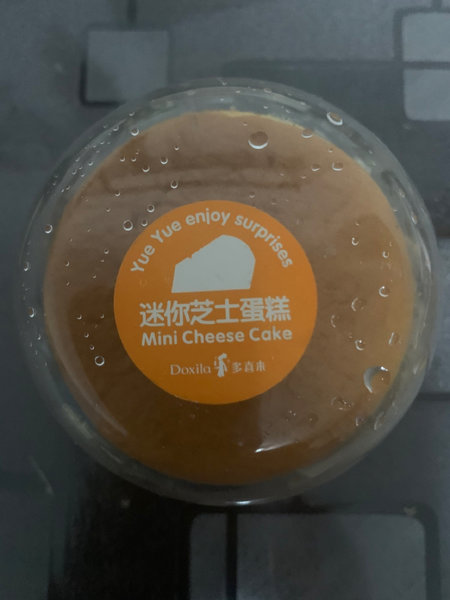 Yue Yue enjoy surprises
迷你芝士蛋糕
Mini Cheese Cake
Doxila 多喜来